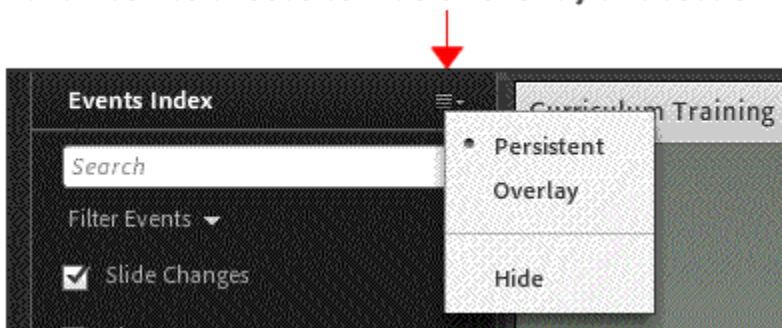 Events Index
Curriculum Training
Search
Persistent
Overlay
Filter Events
Slide Changes
Hide